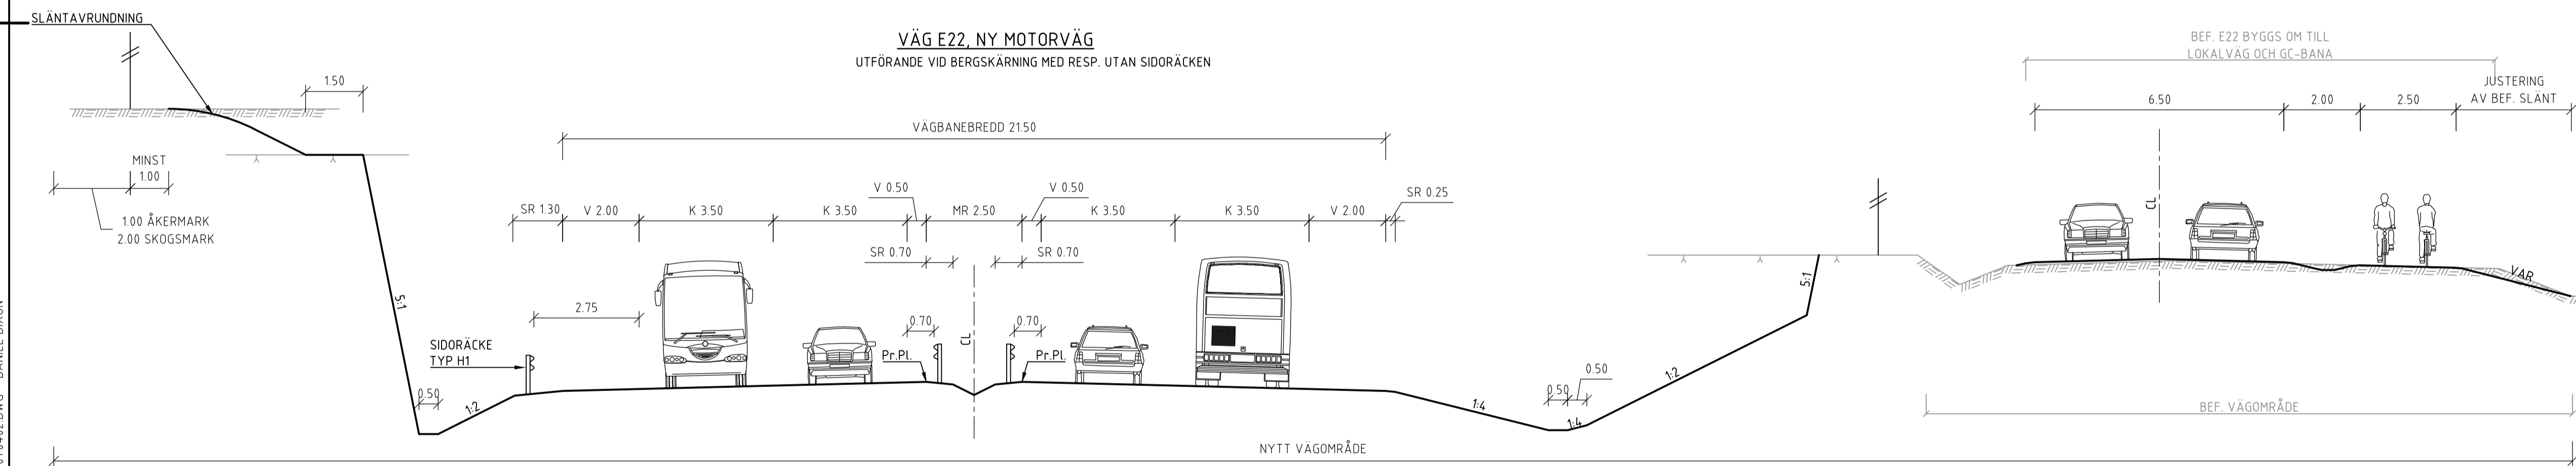 SLÄNTAVRUNDNING
VÄG E22, NY MOTORVÄG
UTFÖRANDE VID BERGSKÄRNING MED RESP. UTAN SIDORÄCKEN
BEF. E22 BYGGS OM TILL
LOKALVÄG OCH GC-BANA
1.50
JUSTERING
AV BEF. SLÄNT
6.50
2.00
2.50
VÄGBANEBREDD 21.50
MINST
1.00
1.00 ÅKERMARK
2.00 SKOGSMARK
V 0.50
V 0.50
SR 0.25
SR 1.30
V 2.00
K 3.50
K 3.50
MR 2.50
K 3.50
K 3.50
V 2.00
SR 0.70
SR 0.70
CL
VAR
5:1
5:1
2.75
0.70
0.70
CL
SIDORÄCKE
TYP H1
Pr.Pl.
Pr.Pl.
0.50
1:2
1:4
0.50
0.50
1:4
1:2
BEF. VÄGOMRÅDE
NYTT VÄGOMRÅDE